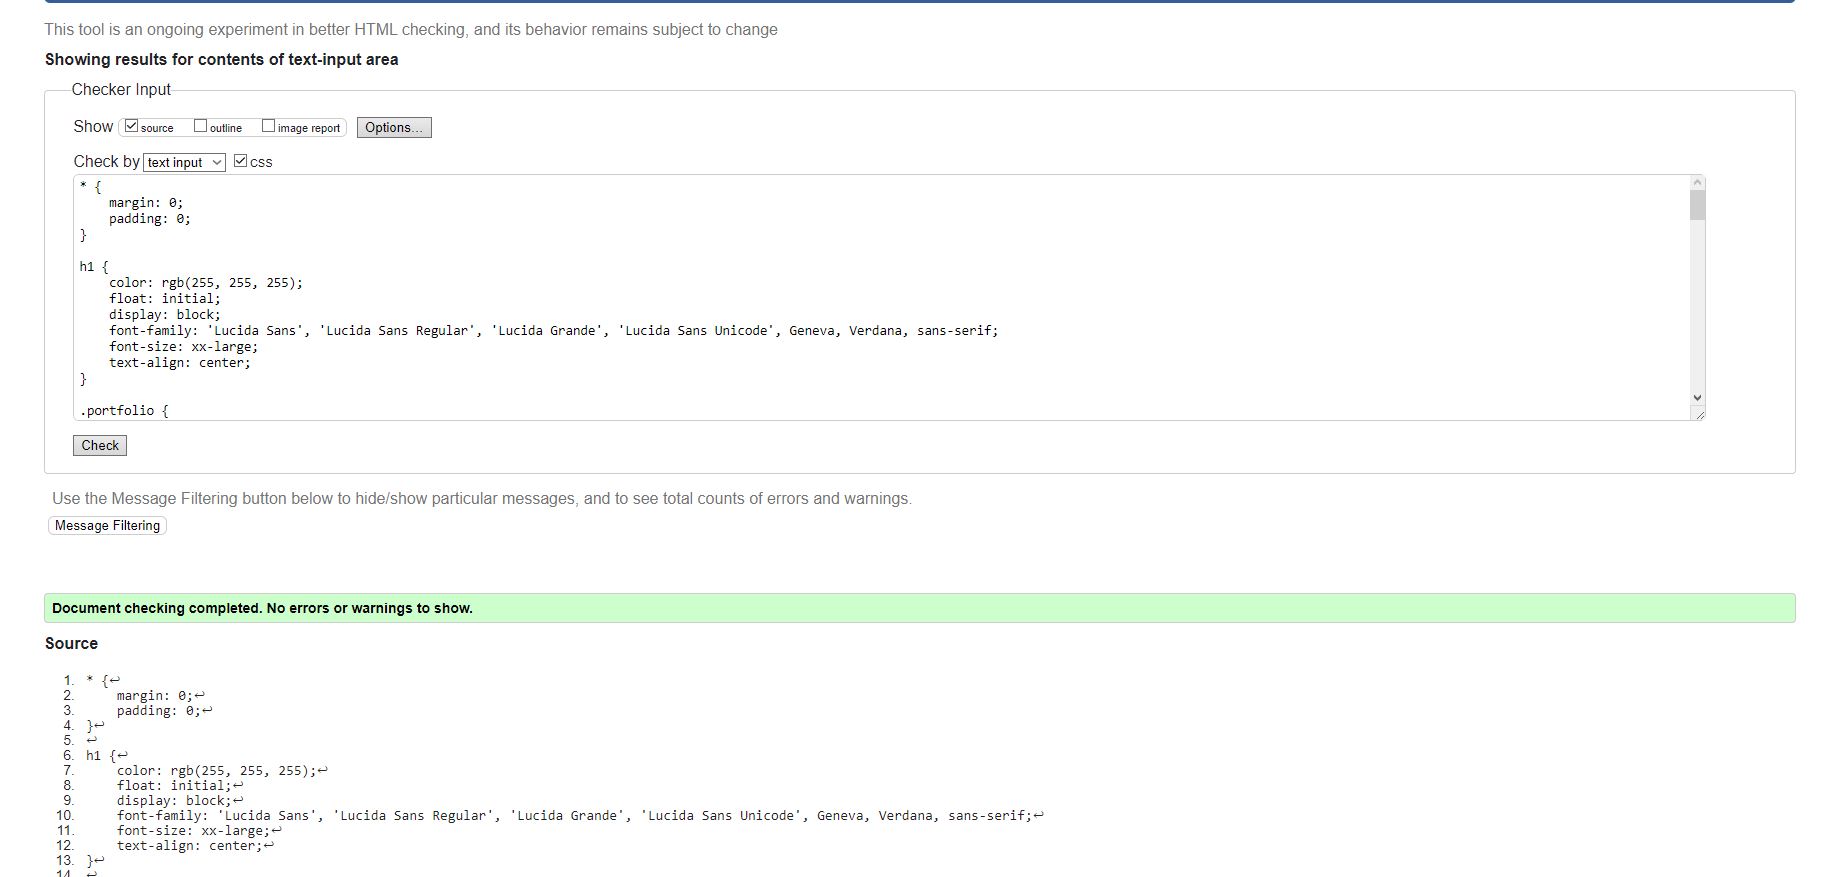 This tool is an ongoing experiment in better HTML checking, and its behavior remains subject to change
Showing results for contents of text-input area
Checker Input
Show source outline image report Options...
Check by text input css
* {
margin: 0;
padding: 0;
}
h1 {
color: rgb(255, 255, 255);
float: initial;
display: block;
font-family: 'Lucida Sans', 'Lucida Sans Regular', 'Lucida Grande', 'Lucida Sans Unicode', Geneva, Verdana, sans-serif;
font-size: xx-large;
text-align: center;
}
.portfolio {
Check
Use the Message Filtering button below to hide/show particular messages, and to see total counts of errors and warnings.
Message Filtering
Document checking completed. No errors or warnings to show.
Source
1. * {↩
2. margin: 0;↩
3. padding: 0;↩
4. }↩
5. ↩
6. h1 {↩
7. color: rgb(255, 255, 255);↩
8. float: initial;↩
9. display: block;↩
10. font-family: 'Lucida Sans', 'Lucida Sans Regular', 'Lucida Grande', 'Lucida Sans Unicode', Geneva, Verdana, sans-serif;↩
11. font-size: xx-large;↩
12. text-align: center;↩
13. }↩
14. ↩